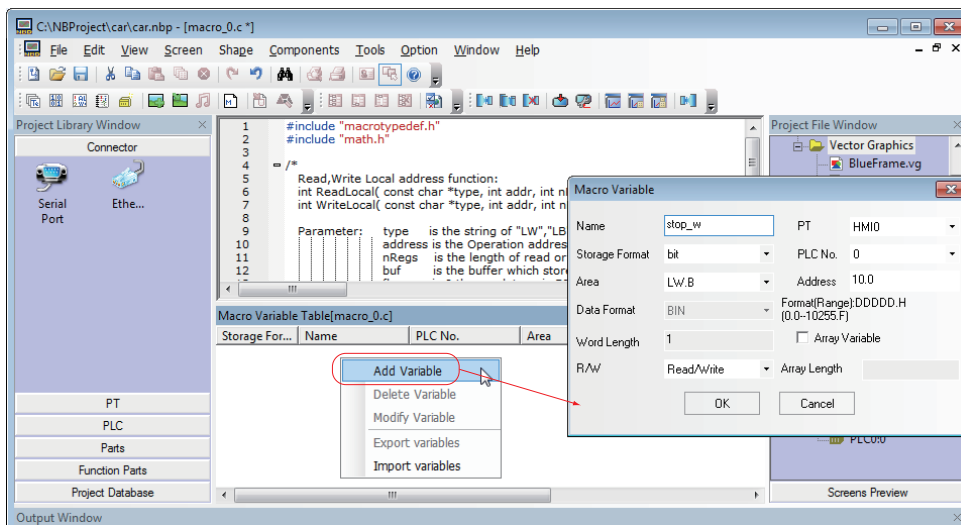 C:\NBProject\car\car.nbp - [macro_0.c *]
File Edit View Screen Shape Components Tools Option Window Help
Project Library Window
Connector
Serial Port
Ethe...
PT
PLC
Parts
Function Parts
Project Database
Output Window
1 #include "macrotypedef.h"
2 #include "math.h"
3
4 /*
5 Read,Write Local address function:
6 int ReadLocal( const char *type, int addr, int
7 int WriteLocal( const char *type, int addr, int
8
9 Parameter: type is the string of "LW","LB
10 address is the Operation address
11 nRegs is the length of read or
12 buf is the buffer which store
Macro Variable Table[macro_0.c]
Storage For... Name PLC No. Area
Add Variable
Delete Variable
Modify Variable
Export variables
Import variables
Project File Window
Vector Graphics
BlueFrame.vg
PLC0:0
Screens Preview
Macro Variable
Name stop_w PT HMI0
Storage Format bit PLC No. 0
Area LW.B Address 10.0
Data Format BIN Format(Range):DDDDD.H
(0.0--10255.F)
Word Length 1 Array Variable
R/W Read/Write Array Length
OK Cancel